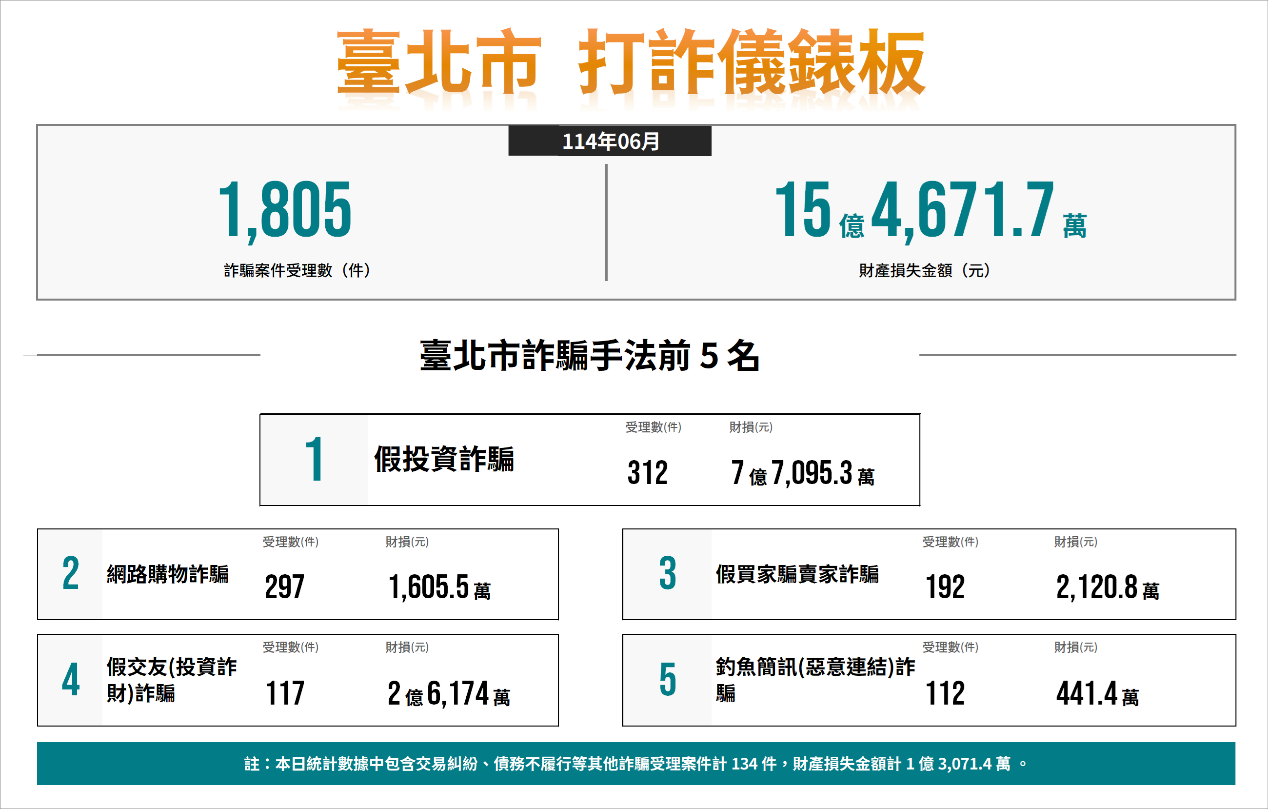 臺北市 打詐儀錶板
114年06月
1,805
詐騙案件受理數（件）
15億4,671.7萬
財產損失金額（元）
臺北市詐騙手法前 5 名
1
假投資詐騙
受理數(件)
312
財損(元)
7億7,095.3萬
2
網路購物詐騙
受理數(件)
297
財損(元)
1,605.5萬
3
假買家騙賣家詐騙
受理數(件)
192
財損(元)
2,120.8萬
4
假交友(投資詐
財)詐騙
受理數(件)
117
財損(元)
2億6,174萬
5
釣魚簡訊(惡意連結)詐
騙
受理數(件)
112
財損(元)
441.4萬
註：本日統計數據中包含交易糾紛、債務不履行等其他詐騙受理案件計 134 件，財產損失金額計 1 億 3,071.4 萬 。